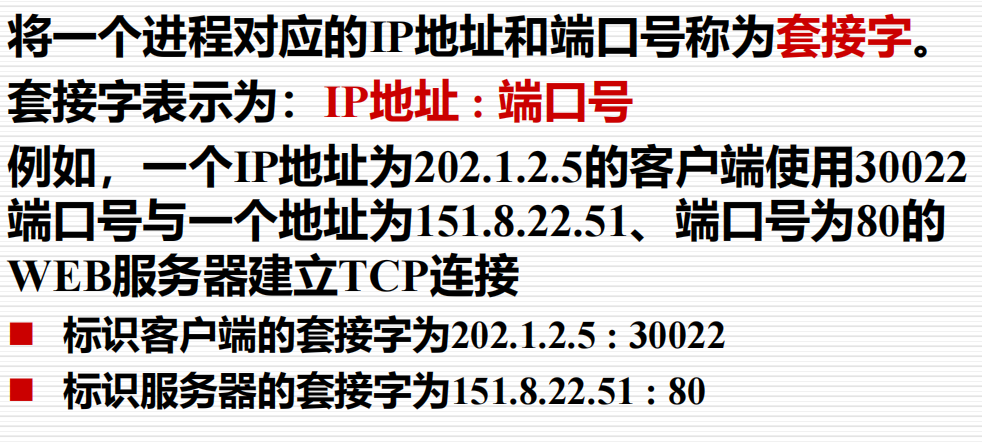 将一个进程对应的IP地址和端口号称为套接字。
套接字表示为：IP地址 : 端口号
例如，一个IP地址为202.1.2.5的客户端使用30022
端口号与一个地址为151.8.22.51、端口号为80的
WEB服务器建立TCP连接
标识客户端的套接字为202.1.2.5 : 30022
标识服务器的套接字为151.8.22.51 : 80